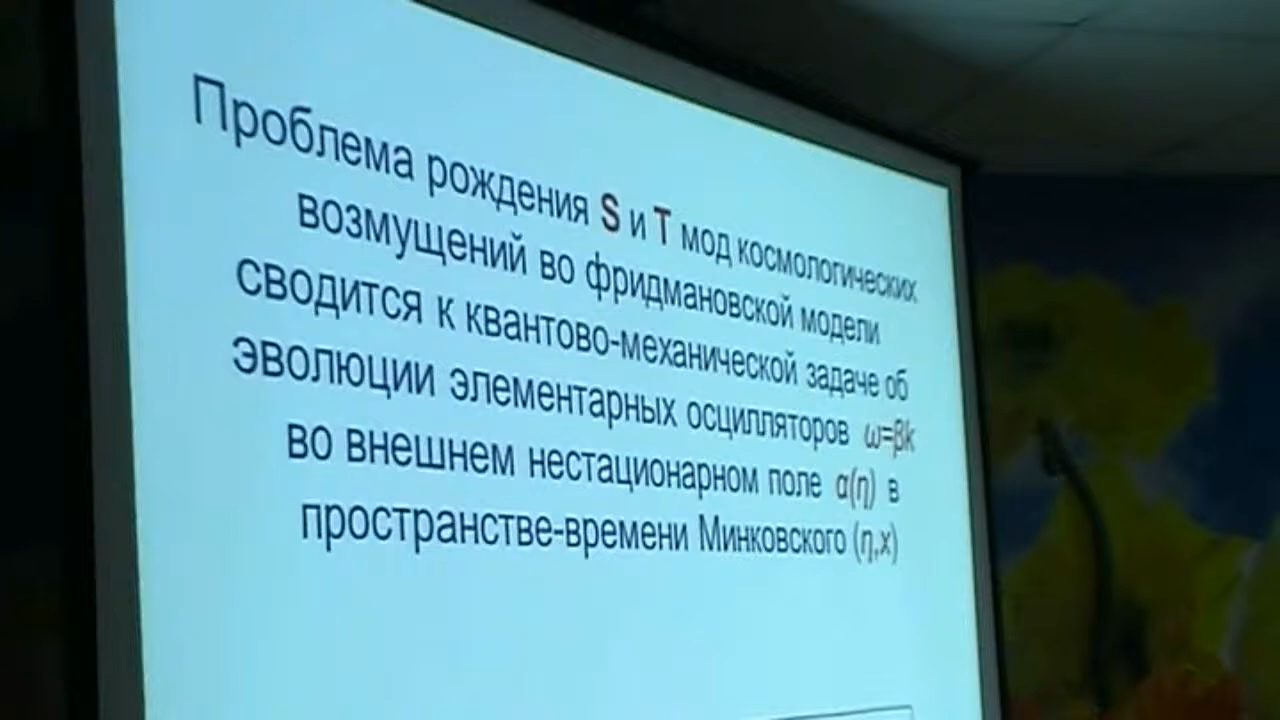 Проблема рождения S и T мод космологических
возмущений во фридмановской модели
сводится к квантово-механической задаче об
эволюции элементарных осцилляторов ω=βk
во внешнем нестационарном поле α(η) в
пространстве-времени Минковского (η,x)